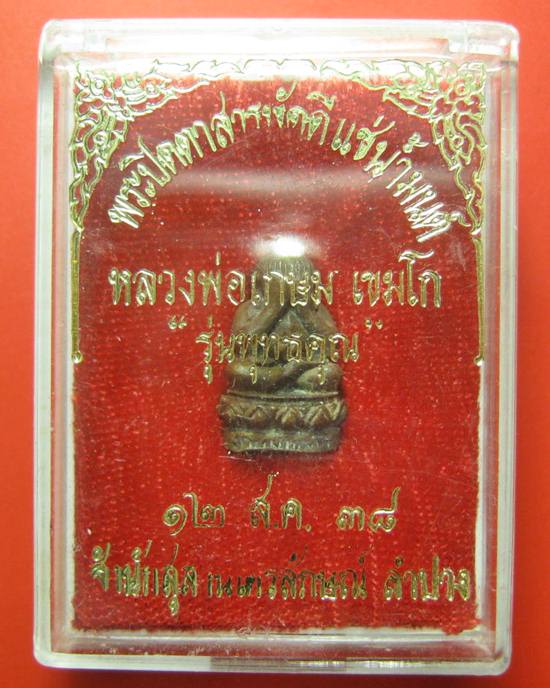 พระปิดตาสารพัดดีแช่น้ำมนต์
หลวงพ่อเกษม เขมโก
"รุ่นพุทธคุณ"
๑๒ ส.ค. ๓๘
สำนักสุสานไตรลักษณ์ ลำปาง